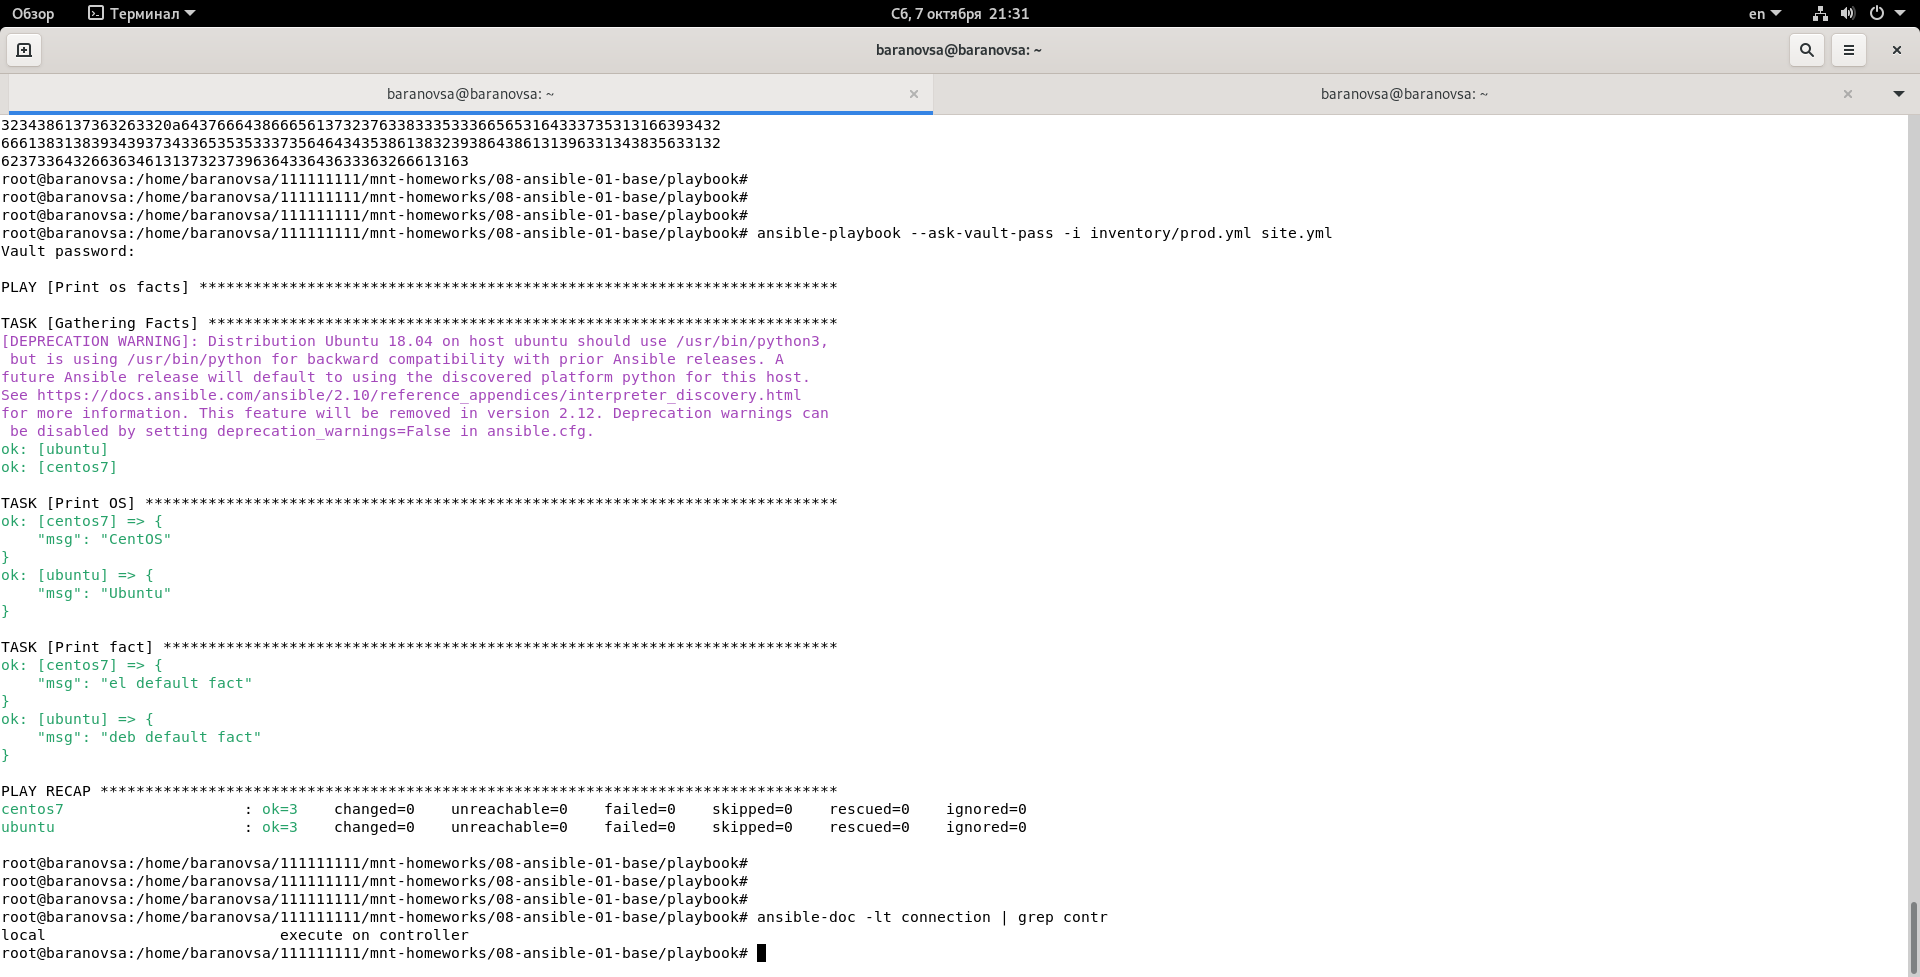 Обзор
Терминал
Сб, 7 октября 21:31
en
baranovsa@baranovsa: ~
baranovsa@baranovsa: ~
baranovsa@baranovsa: ~
root@baranovsa:/home/baranovsa/111111111/mnt-homeworks/08-ansible-01-base/playbook#
root@baranovsa:/home/baranovsa/111111111/mnt-homeworks/08-ansible-01-base/playbook#
root@baranovsa:/home/baranovsa/111111111/mnt-homeworks/08-ansible-01-base/playbook#
root@baranovsa:/home/baranovsa/111111111/mnt-homeworks/08-ansible-01-base/playbook# ansible-playbook --ask-vault-pass -i inventory/prod.yml site.yml
Vault password:
PLAY [Print os facts] ***********************************************************************
TASK [Gathering Facts] **********************************************************************
[DEPRECATION WARNING]: Distribution Ubuntu 18.04 on host ubuntu should use /usr/bin/python3,
but is using /usr/bin/python for backward compatibility with prior Ansible releases. A
future Ansible release will default to using the discovered platform python for this host.
See https://docs.ansible.com/ansible/2.10/reference_appendices/interpreter_discovery.html
for more information. This feature will be removed in version 2.12. Deprecation warnings can
be disabled by setting deprecation_warnings=False in ansible.cfg.
ok: [ubuntu]
ok: [centos7]
TASK [Print OS] *****************************************************************************
ok: [centos7] => {
    "msg": "CentOS"
}
ok: [ubuntu] => {
    "msg": "Ubuntu"
}
TASK [Print fact] ***************************************************************************
ok: [centos7] => {
    "msg": "el default fact"
}
ok: [ubuntu] => {
    "msg": "deb default fact"
}
PLAY RECAP **********************************************************************************
centos7                    : ok=3    changed=0    unreachable=0    failed=0    skipped=0    rescued=0    ignored=0
ubuntu                     : ok=3    changed=0    unreachable=0    failed=0    skipped=0    rescued=0    ignored=0
root@baranovsa:/home/baranovsa/111111111/mnt-homeworks/08-ansible-01-base/playbook#
root@baranovsa:/home/baranovsa/111111111/mnt-homeworks/08-ansible-01-base/playbook#
root@baranovsa:/home/baranovsa/111111111/mnt-homeworks/08-ansible-01-base/playbook#
root@baranovsa:/home/baranovsa/111111111/mnt-homeworks/08-ansible-01-base/playbook# ansible-doc -lt connection | grep contr
local                          execute on controller
root@baranovsa:/home/baranovsa/111111111/mnt-homeworks/08-ansible-01-base/playbook#